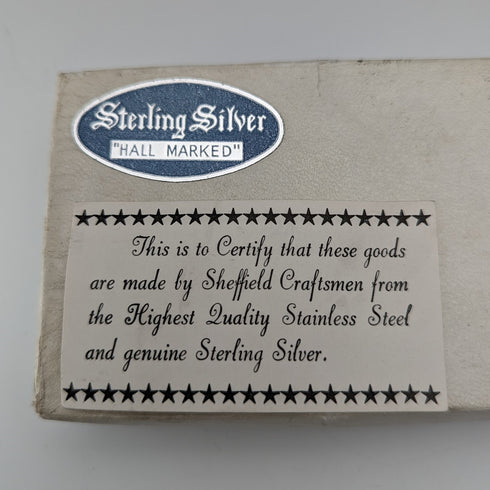 Sterling Silver
"HALL MARKED"
This is to Certify that these goods
are made by Sheffield Craftsmen from
the Highest Quality Stainless Steel
and genuine Sterling Silver.